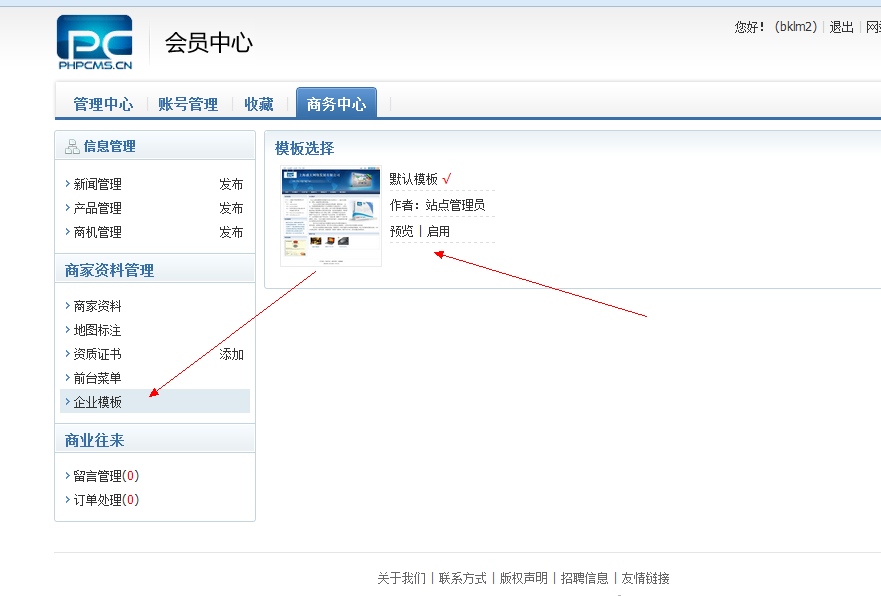 您好！(bklm2) | 退出 | 网
PC
PHPCMS.CN
会员中心
管理中心 账号管理 收藏 商务中心
信息管理
新闻管理 发布
产品管理 发布
商机管理 发布
商家资料管理
商家资料
地图标注
资质证书 添加
前台菜单
企业模板
商业往来
留言管理(0)
订单处理(0)
模板选择
默认模板 √
作者：站点管理员
预览 | 启用
关于我们 | 联系方式 | 版权声明 | 招聘信息 | 友情链接